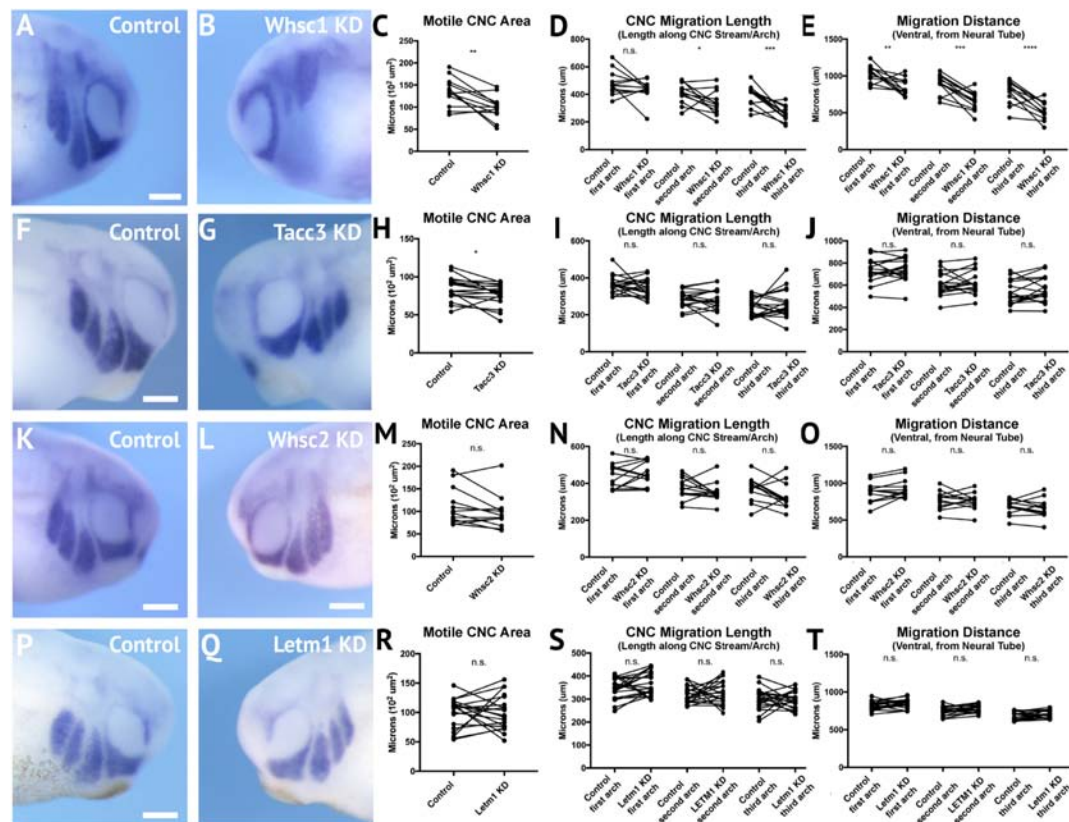 A Control
B Whsc1 KD
C Motile CNC Area
**
Microns (10² um²)
200
150
100
50
0
Control
Whsc1 KD
D CNC Migration Length
(Length along CNC Stream/Arch)
n.s. * ***
Microns (um)
800
600
400
200
0
Control first arch
Whsc1 KD first arch
Control second arch
Whsc1 KD second arch
Control third arch
Whsc1 KD third arch
E Migration Distance
(Ventral, from Neural Tube)
** *** ****
Microns (um)
1500
1000
500
0
Control first arch
Whsc1 KD first arch
Control second arch
Whsc1 KD second arch
Control third arch
Whsc1 KD third arch
F Control
G Tacc3 KD
H Motile CNC Area
*
Microns (10² um²)
150
100
50
0
Control
Tacc3 KD
I CNC Migration Length
(Length along CNC Stream/Arch)
n.s. n.s. n.s.
Microns (um)
600
400
200
0
Control first arch
Tacc3 KD first arch
Control second arch
Tacc3 KD second arch
Control third arch
Tacc3 KD third arch
J Migration Distance
(Ventral, from Neural Tube)
n.s. n.s. n.s.
Microns (um)
1000
800
600
400
200
0
Control first arch
Tacc3 KD first arch
Control second arch
Tacc3 KD second arch
Control third arch
Tacc3 KD third arch
K Control
L Whsc2 KD
M Motile CNC Area
n.s.
Microns (10² um²)
250
200
150
100
50
0
Control
Whsc2 KD
N CNC Migration Length
(Length along CNC Stream/Arch)
n.s. n.s. n.s.
Microns (um)
600
400
200
0
Control first arch
Whsc2 KD first arch
Control second arch
Whsc2 KD second arch
Control third arch
Whsc2 KD third arch
O Migration Distance
(Ventral, from Neural Tube)
n.s. n.s. n.s.
Microns (um)
1500
1000
500
0
Control first arch
Whsc2 KD first arch
Control second arch
Whsc2 KD second arch
Control third arch
Whsc2 KD third arch
P Control
Q Letm1 KD
R Motile CNC Area
n.s.
Microns (10² um²)
200
150
100
50
0
Control
Letm1 KD
S CNC Migration Length
(Length along CNC Stream/Arch)
n.s. n.s. n.s.
Microns (um)
500
400
300
200
100
0
Control first arch
Letm1 KD first arch
Control second arch
LETM1 KD second arch
Control third arch
Letm1 KD third arch
T Migration Distance
(Ventral, from Neural Tube)
n.s. n.s. n.s.
Microns (um)
1500
1000
500
0
Control first arch
Letm1 KD first arch
Control second arch
LETM1 KD second arch
Control third arch
Letm1 KD third arch